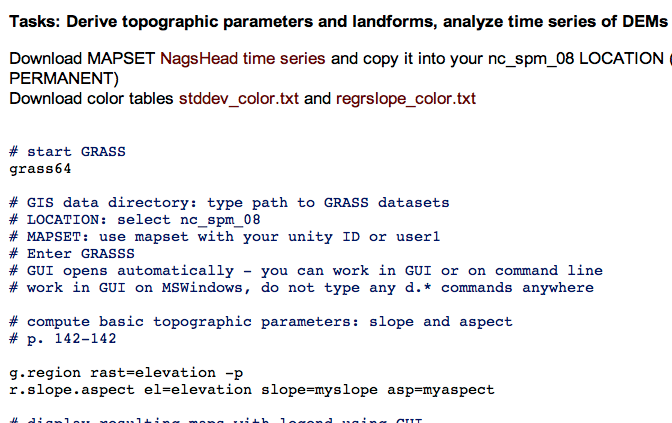 Tasks: Derive topographic parameters and landforms, analyze time series of DEMs
Download MAPSET NagsHead time series and copy it into your nc_spm_08 LOCATION (
PERMANENT)
Download color tables stddev_color.txt and regrslope_color.txt
# start GRASS
grass64
# GIS data directory: type path to GRASS datasets
# LOCATION: select nc_spm_08
# MAPSET: use mapset with your unity ID or user1
# Enter GRASSS
# GUI opens automatically - you can work in GUI or on command line
# work in GUI on MSWindows, do not type any d.* commands anywhere
# compute basic topographic parameters: slope and aspect
# p. 142-142
g.region rast=elevation -p
r.slope.aspect el=elevation slope=myslope asp=myaspect
# display resulting maps with legend using GUI